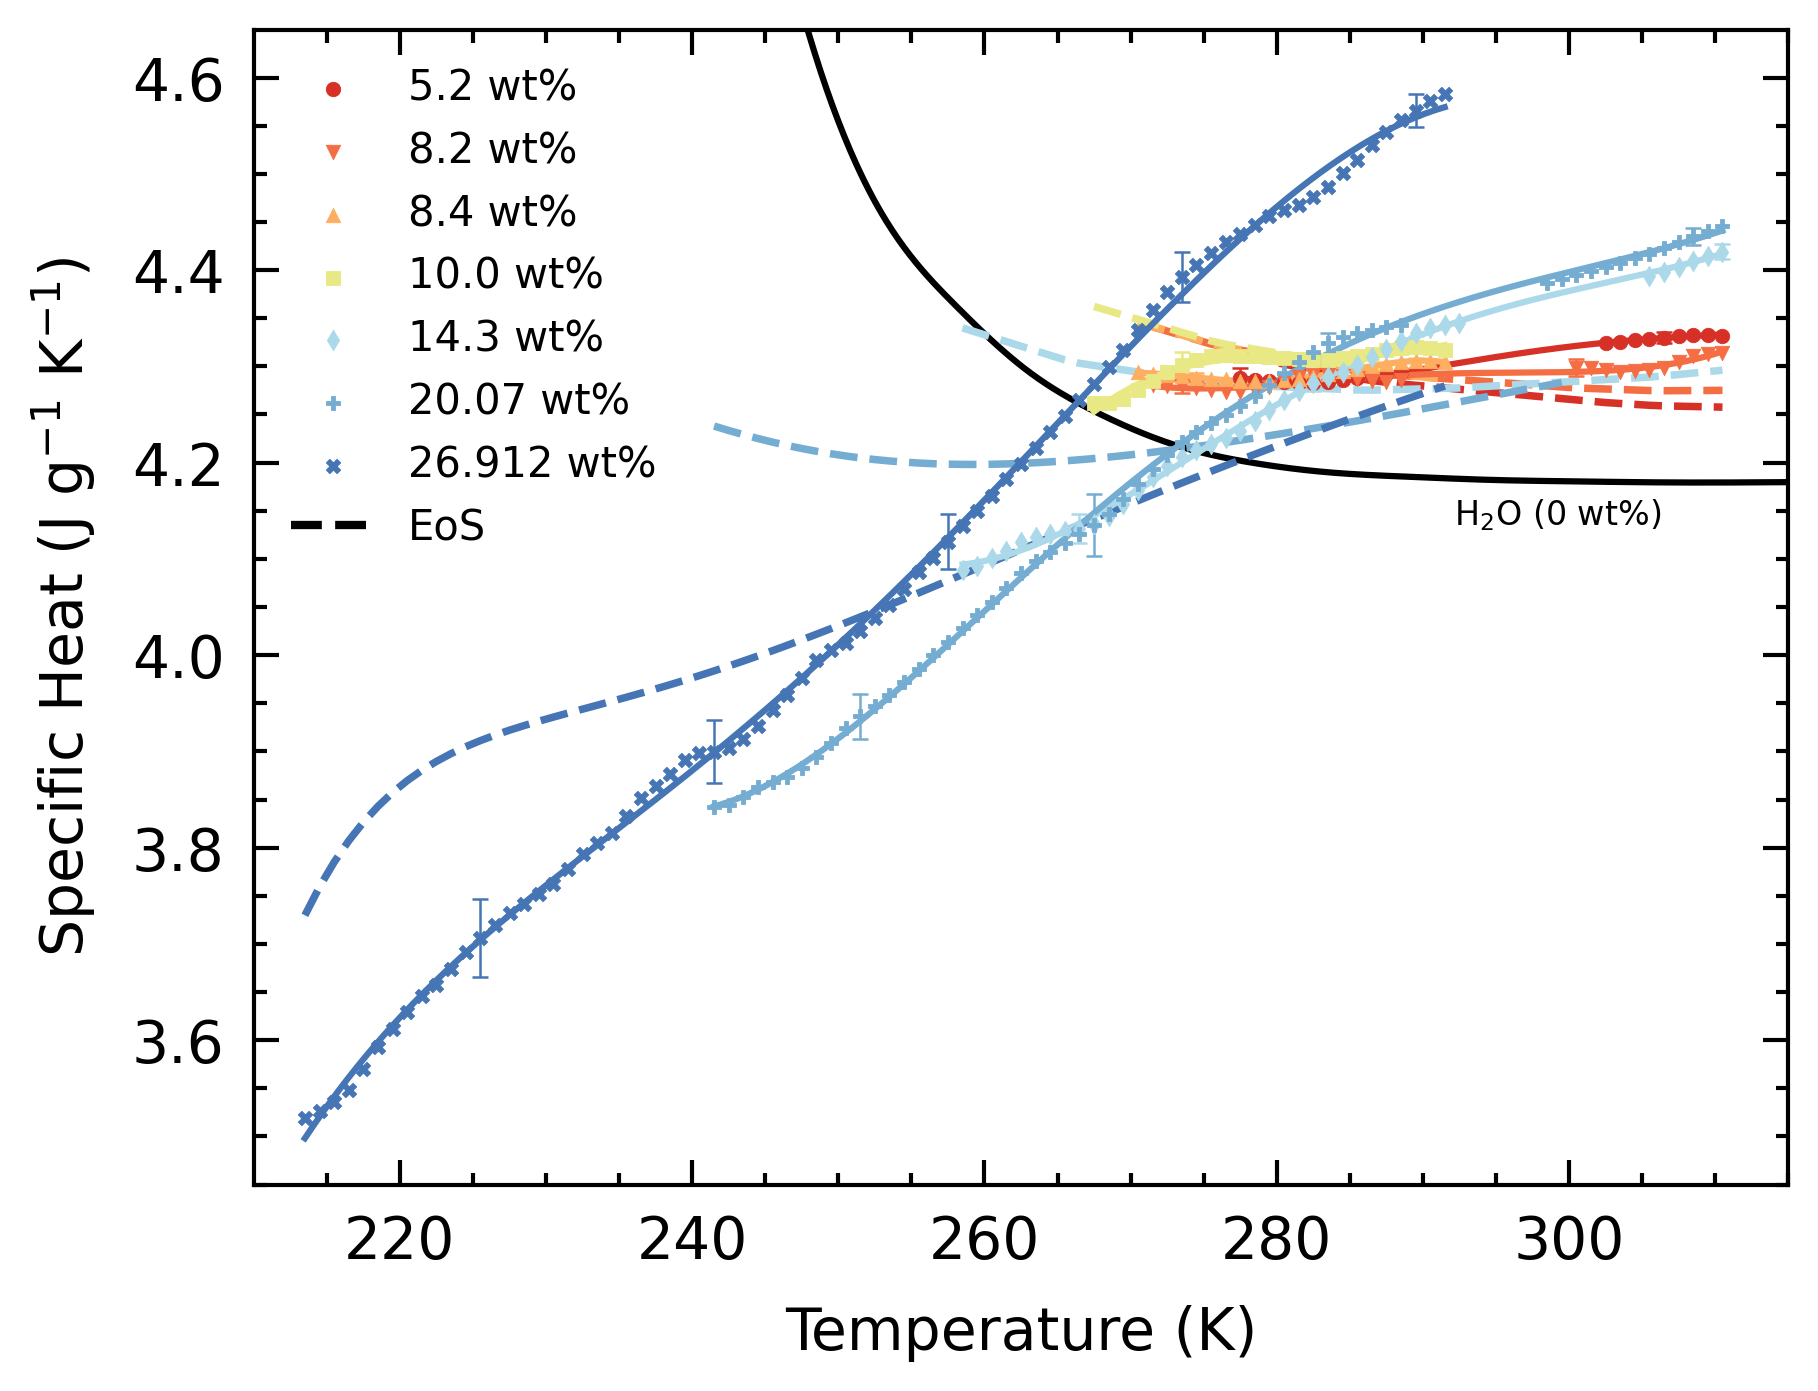 4.6
4.4
4.2
4.0
3.8
3.6
Specific Heat (J g⁻¹ K⁻¹)
5.2 wt%
8.2 wt%
8.4 wt%
10.0 wt%
14.3 wt%
20.07 wt%
26.912 wt%
EoS
H₂O (0 wt%)
220 240 260 280 300
Temperature (K)